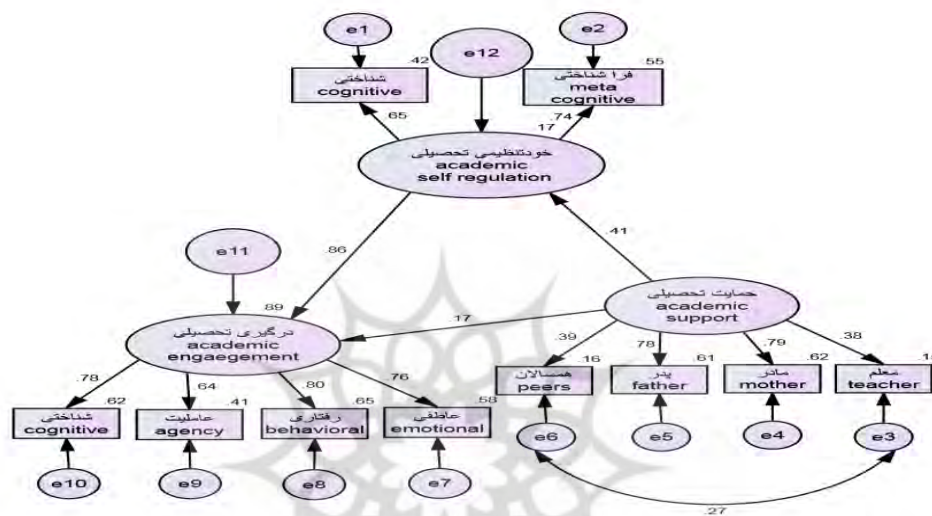 e1
e2
e12
.42
.55
شناختی
cognitive
فرا شناختی
meta
cognitive
.65
.74
.17
خودتنظیمی تحصیلی
academic
self regulation
.41
.86
e11
.89
درگیری تحصیلی
academic
engaegement
حمایت تحصیلی
academic
support
.17
.39
.78
.79
.38
.16
.61
.62
همسالان
peers
پدر
father
مادر
mother
معلم
teacher
.78
.64
.80
.76
.62
.41
.65
.58
شناختی
cognitive
عاملیت
agency
رفتاری
behavioral
عاطفی
emotional
e6
e5
e4
e3
e10
e9
e8
e7
.27